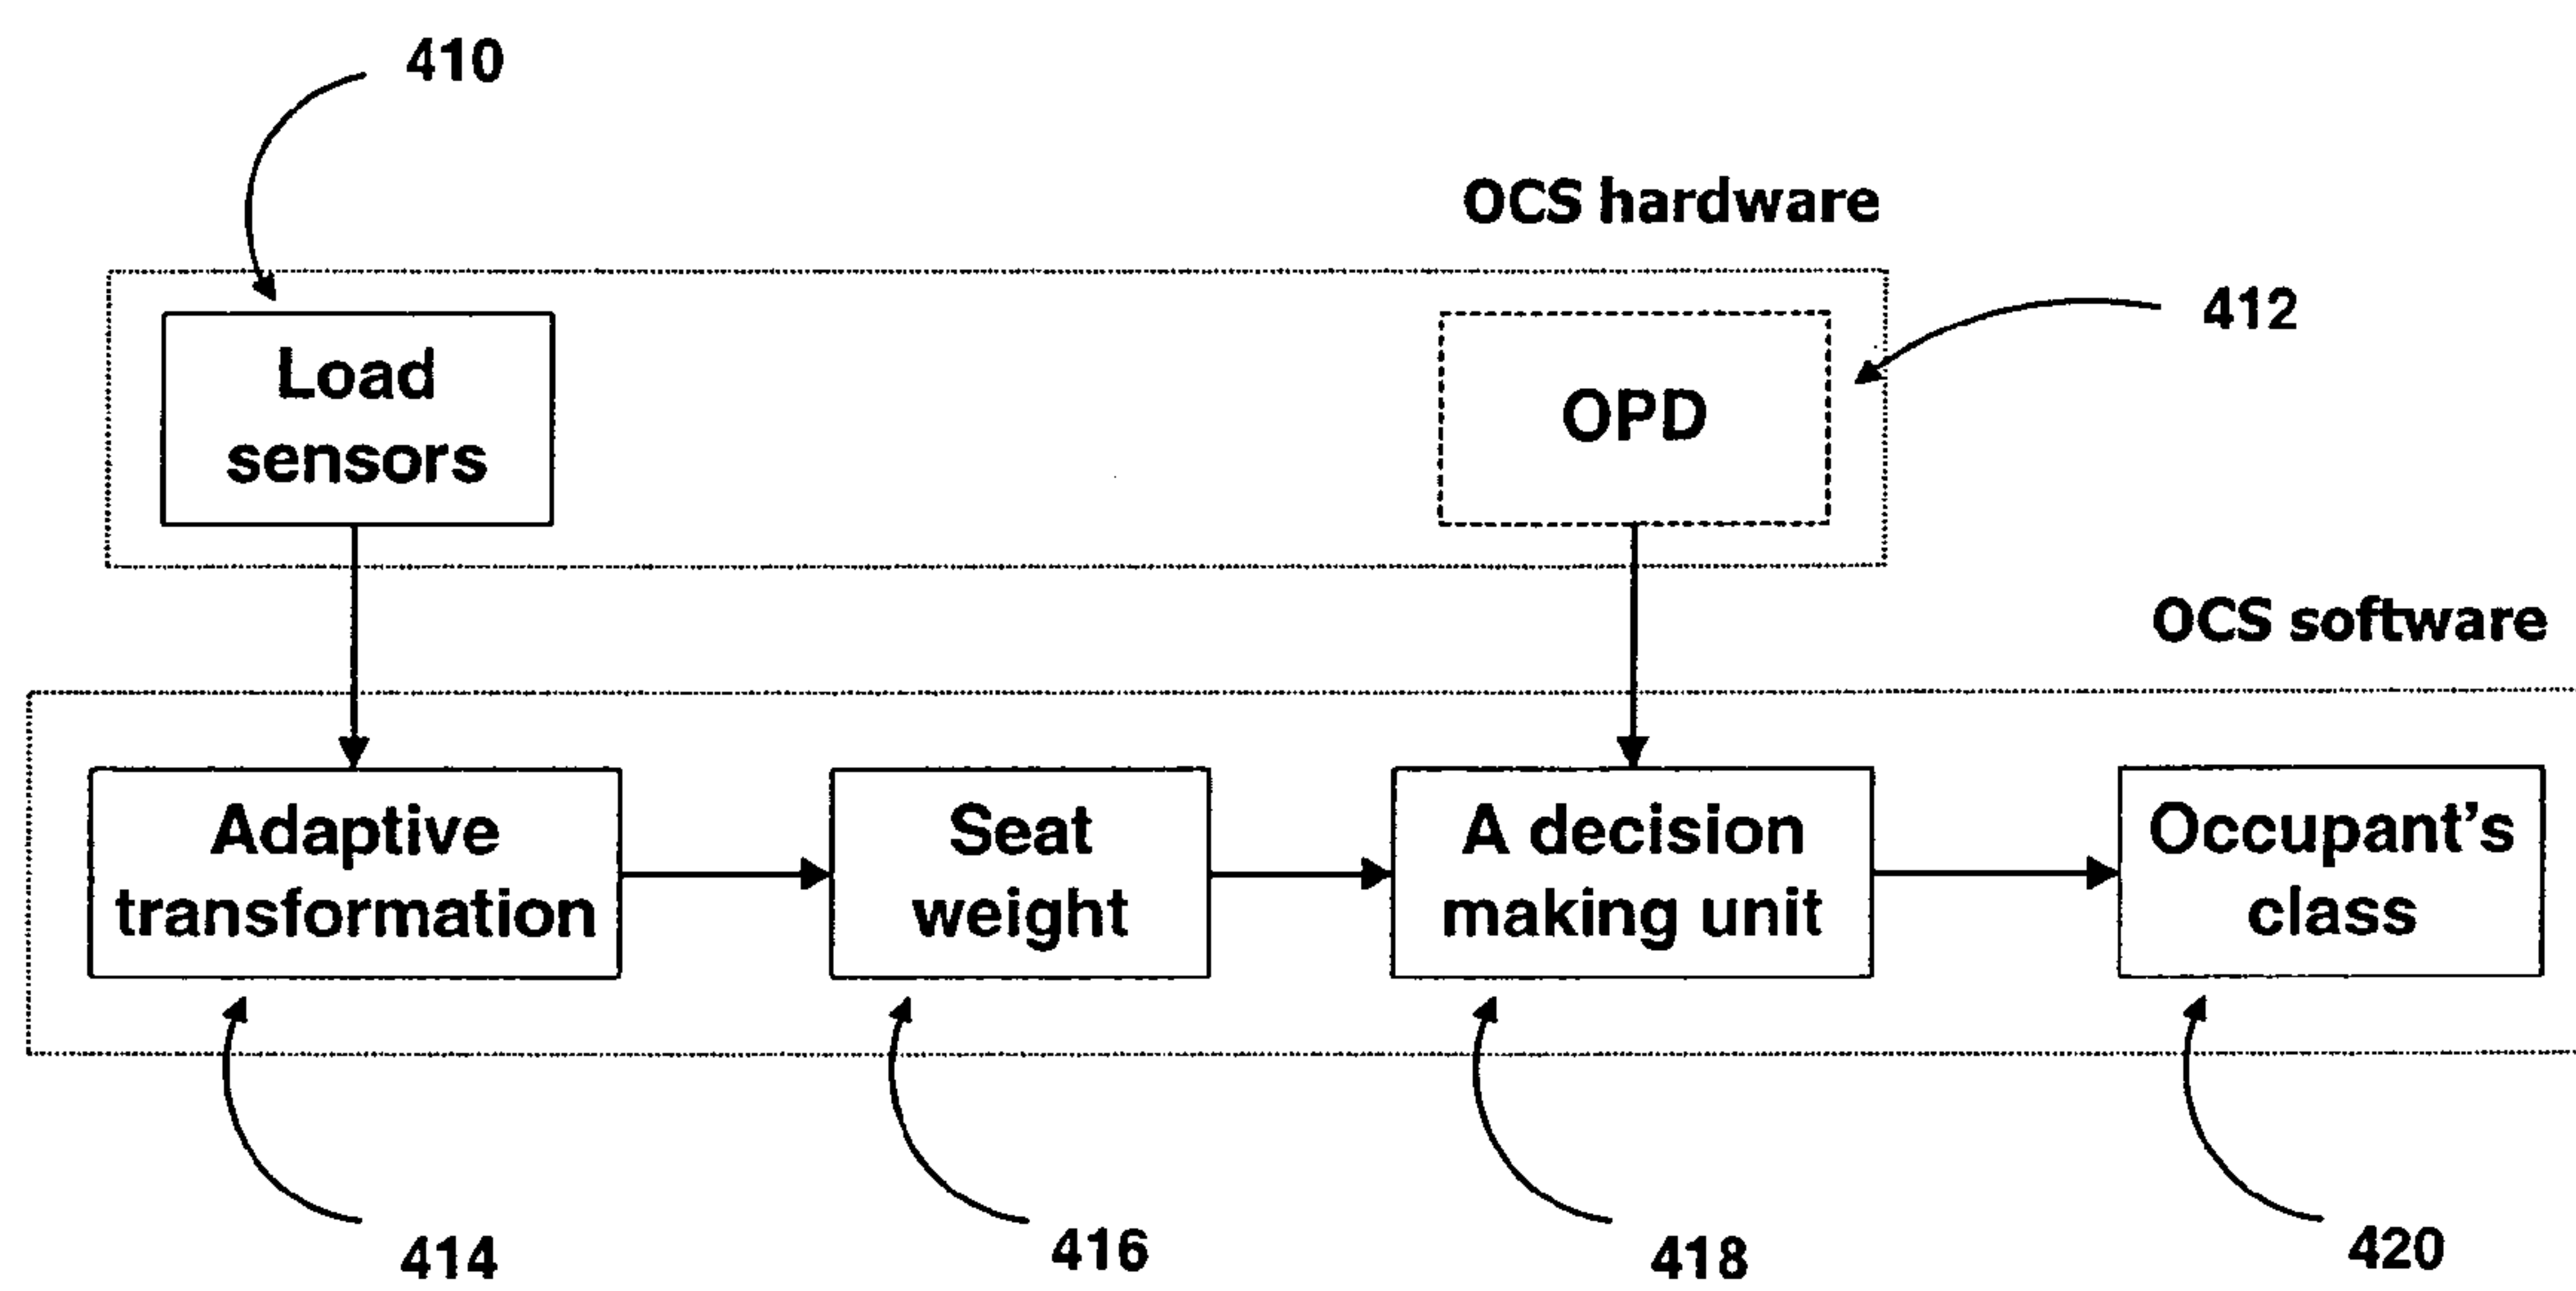 410
OCS hardware
412
Load
sensors
OPD
OCS software
Adaptive
transformation
Seat
weight
A decision
making unit
Occupant’s
class
414
416
418
420